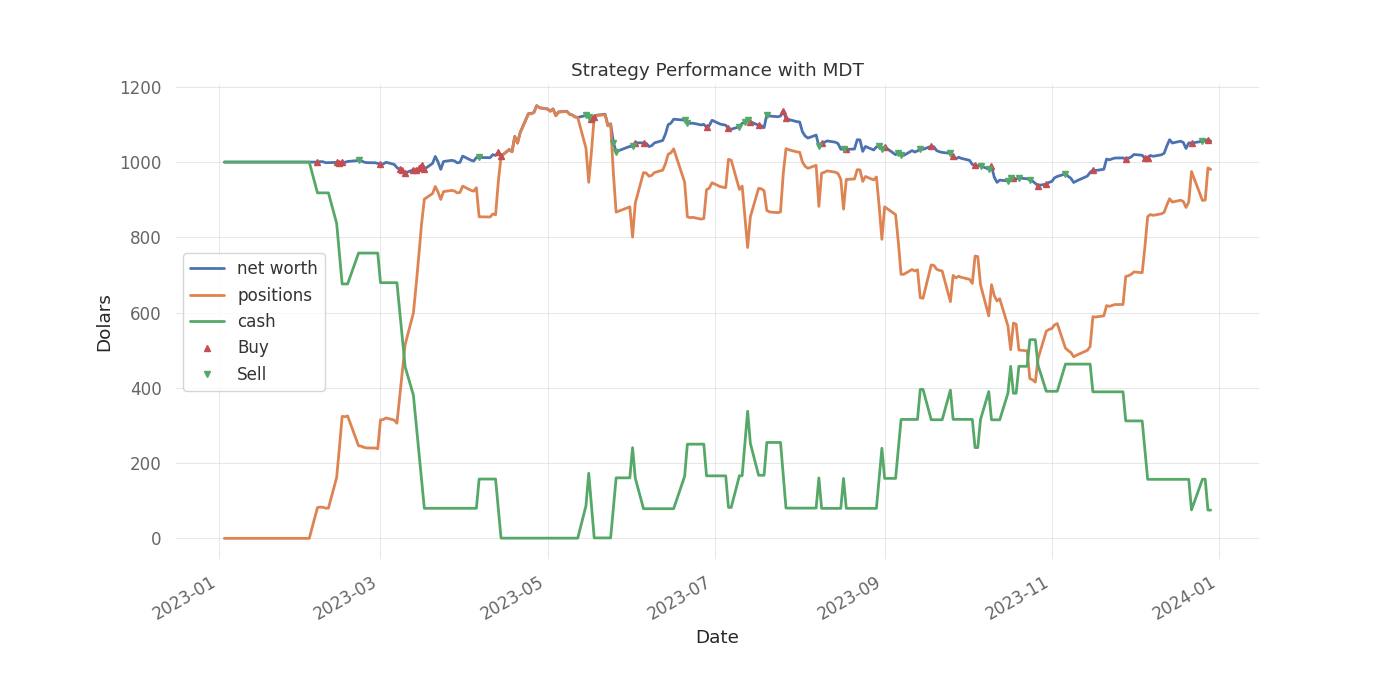 Strategy Performance with MDT
1200
1000
800
600
400
200
0
Dolars
net worth
positions
cash
Buy
Sell
2023-01
2023-03
2023-05
2023-07
2023-09
2023-11
2024-01
Date